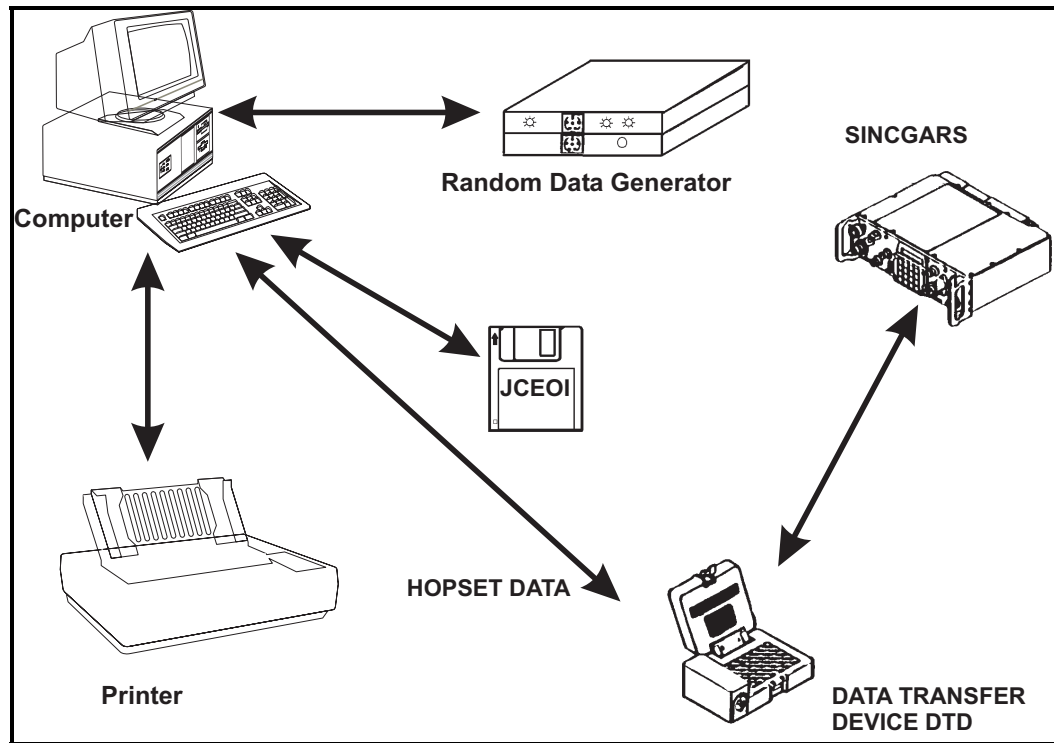 SINCGARS
Random Data Generator
Computer
JCEOI
HOPSET DATA
Printer
DATA TRANSFER
DEVICE DTD